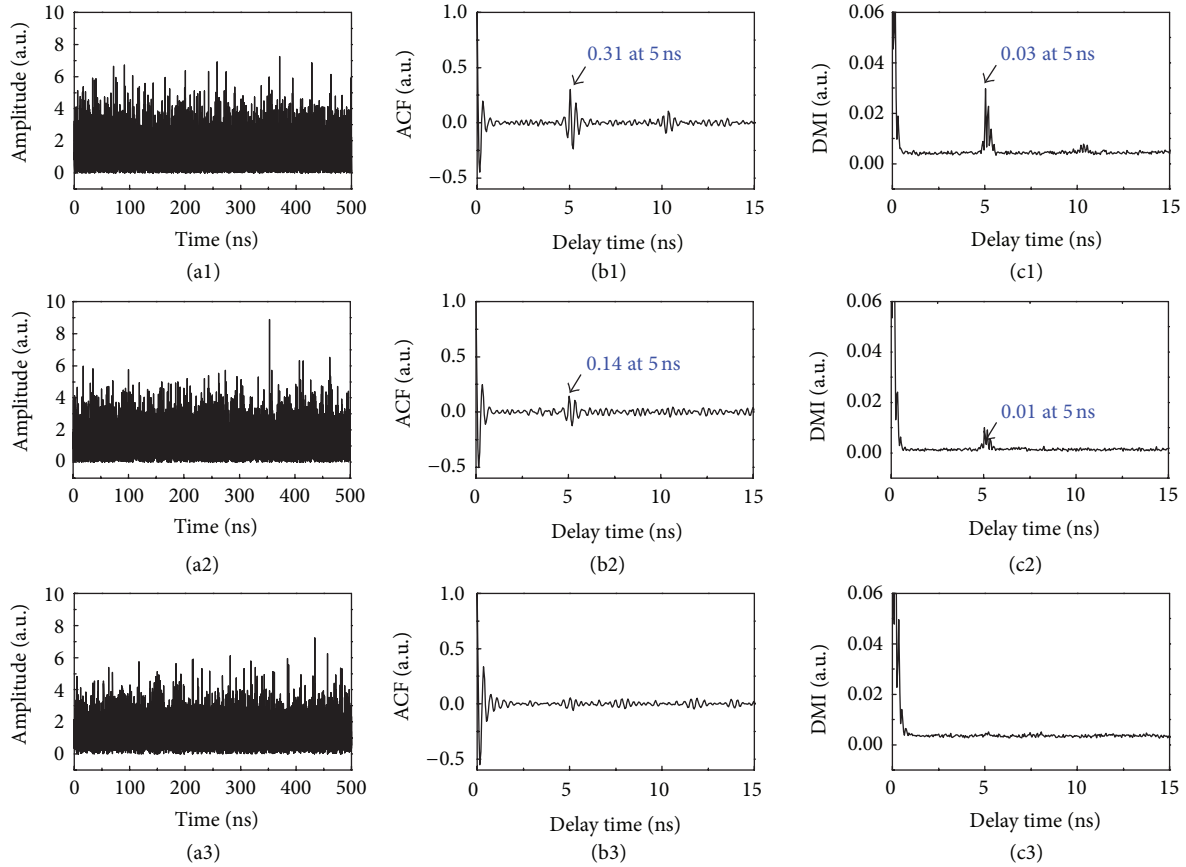 10
8
6
4
2
0
Amplitude (a.u.)
0 100 200 300 400 500
Time (ns)
(a1)
1.0
0.5
0.0
−0.5
ACF (a.u.)
0.31 at 5 ns
0 5 10 15
Delay time (ns)
(b1)
0.06
0.04
0.02
0.00
DMI (a.u.)
0.03 at 5 ns
0 5 10 15
Delay time (ns)
(c1)
10
8
6
4
2
0
Amplitude (a.u.)
0 100 200 300 400 500
Time (ns)
(a2)
1.0
0.5
0.0
−0.5
ACF (a.u.)
0.14 at 5 ns
0 5 10 15
Delay time (ns)
(b2)
0.06
0.04
0.02
0.00
DMI (a.u.)
0.01 at 5 ns
0 5 10 15
Delay time (ns)
(c2)
10
8
6
4
2
0
Amplitude (a.u.)
0 100 200 300 400 500
Time (ns)
(a3)
1.0
0.5
0.0
−0.5
ACF (a.u.)
0 5 10 15
Delay time (ns)
(b3)
0.06
0.04
0.02
0.00
DMI (a.u.)
0 5 10 15
Delay time (ns)
(c3)